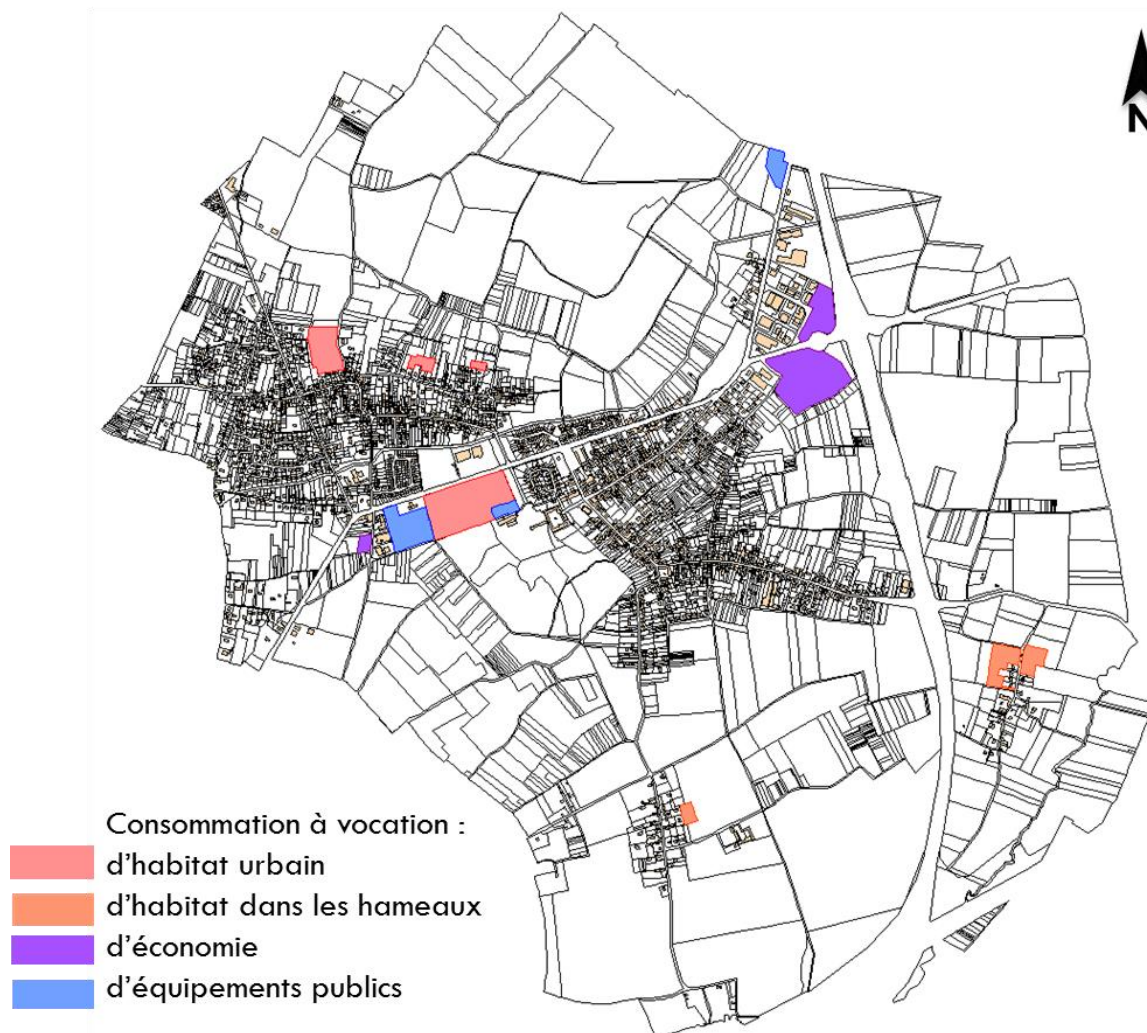 N
Consommation à vocation :
d'habitat urbain
d'habitat dans les hameaux
d'économie
d'équipements publics